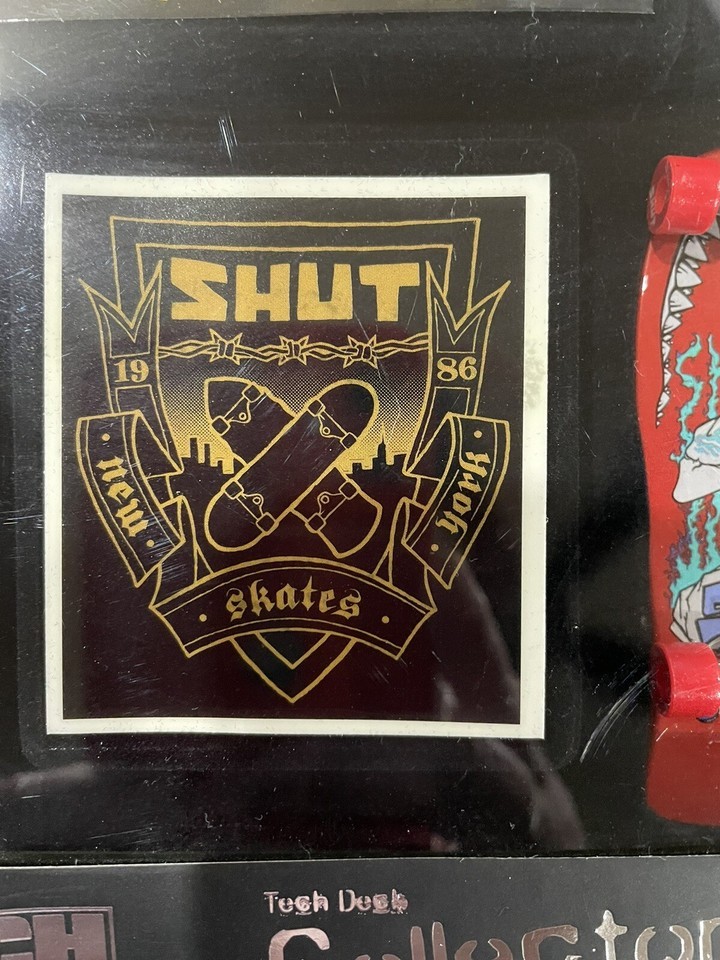 SHUT
19 86
new york
skates
Tech Deck